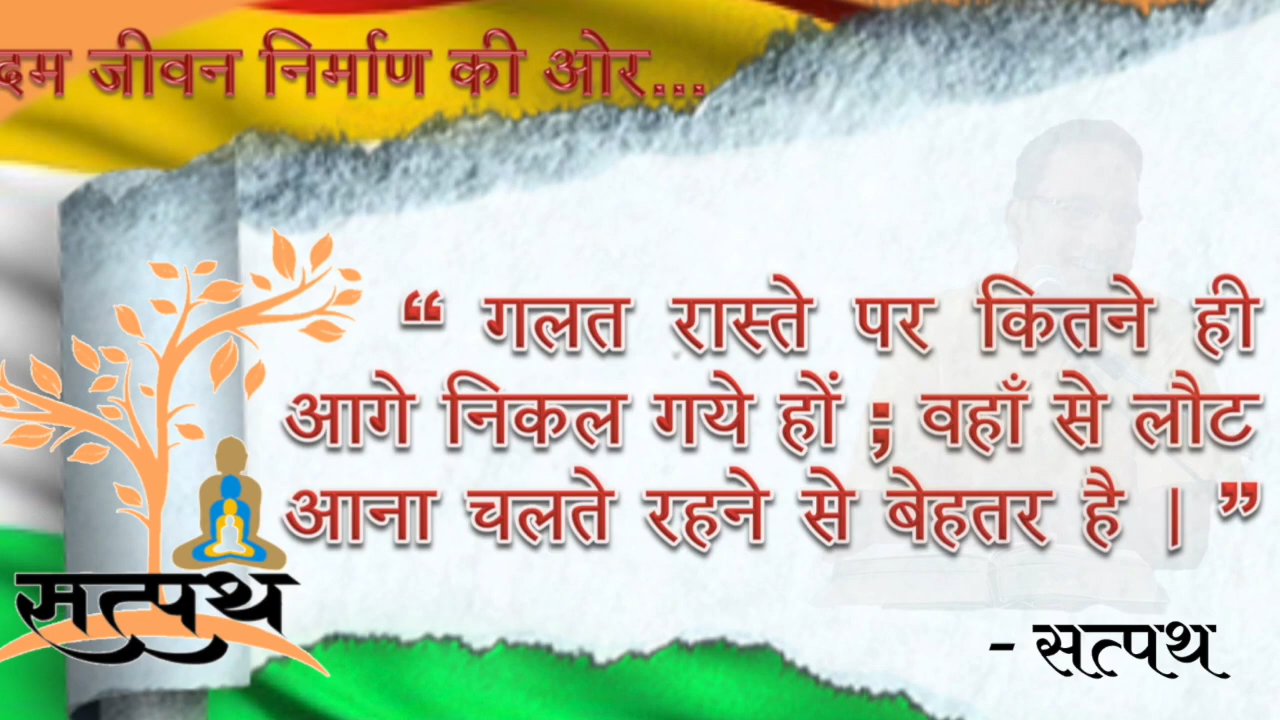 दम जीवन निर्माण की ओर...
“ गलत रास्ते पर कितने ही
आगे निकल गये हों ; वहाँ से लौट
आना चलते रहने से बेहतर है । ”
सत्पथ
- सत्पथ